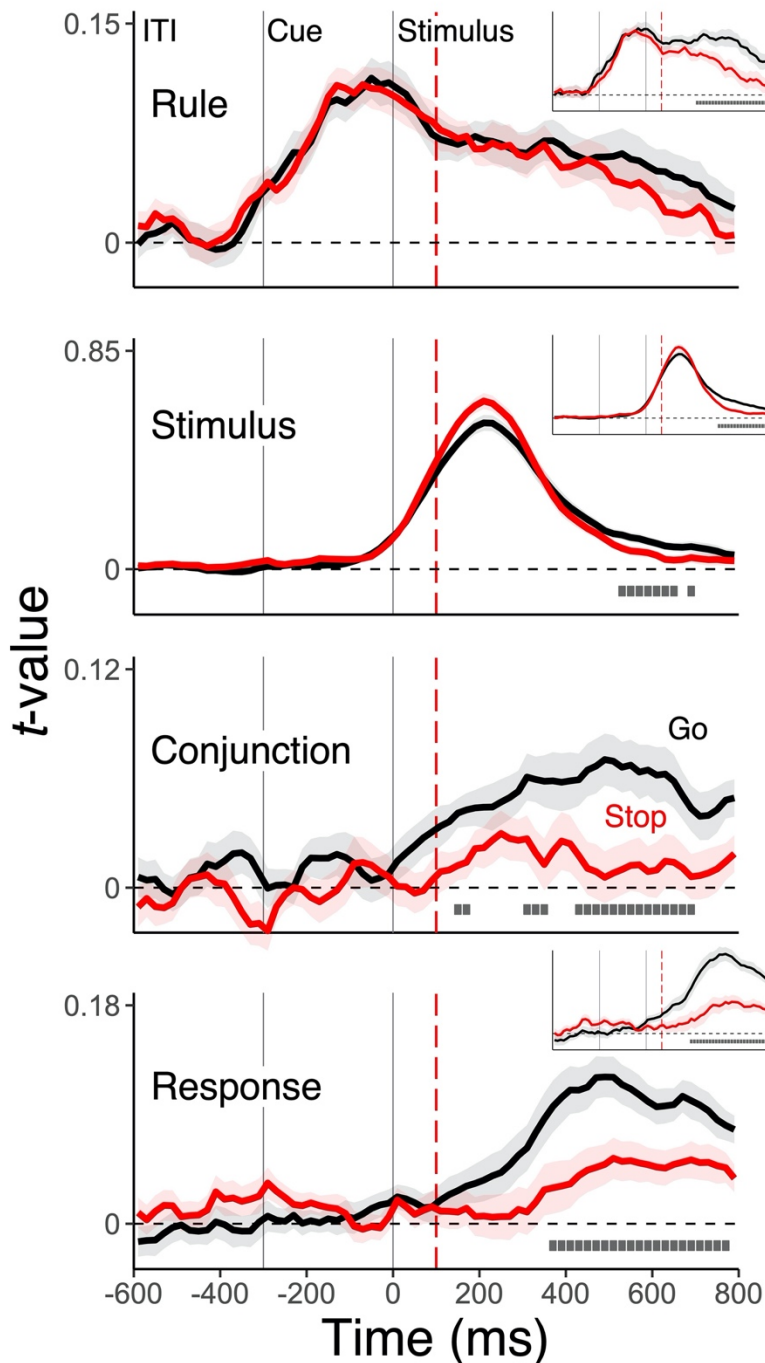 0.15
ITI
Cue
Stimulus
Rule
0
0.85
Stimulus
0
t-value
0.12
Conjunction
Go
Stop
0
0.18
Response
0
-600 -400 -200 0 200 400 600 800
Time (ms)